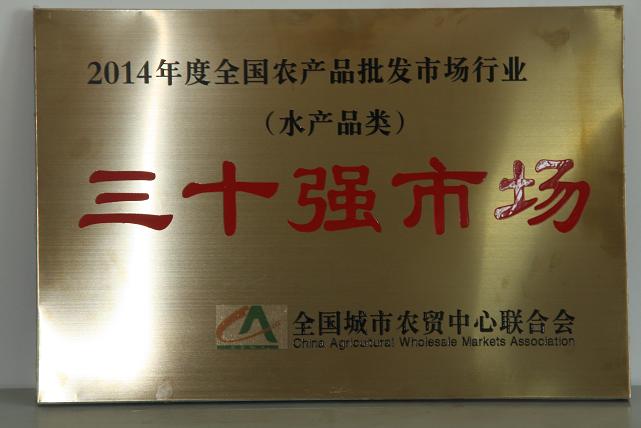 2014年度全国农产品批发市场行业
（水产品类）
三十强市场
全国城市农贸中心联合会
China Agricultural Wholesale Markets Association